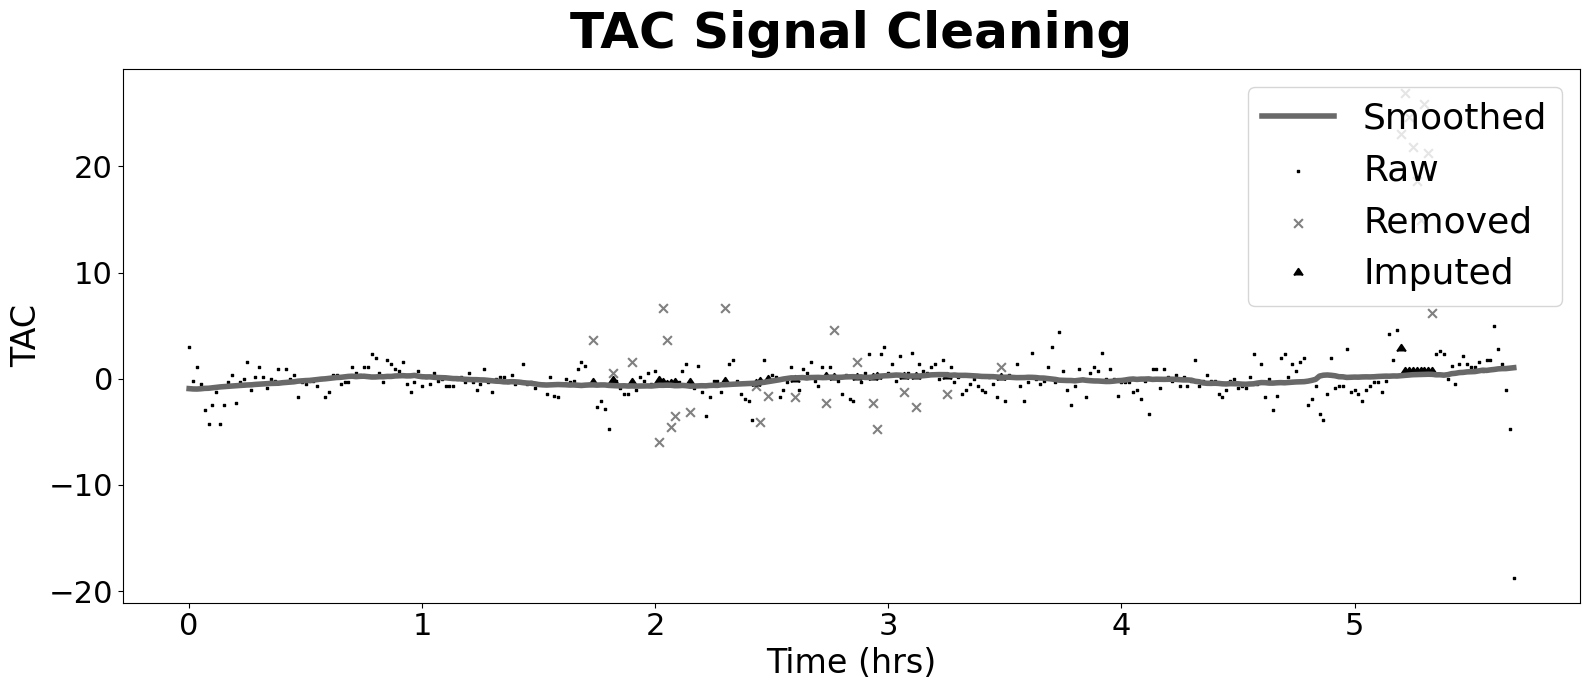 TAC Signal Cleaning
Smoothed
Raw
Removed
Imputed
TAC
20
10
0
−10
−20
0 1 2 3 4 5
Time (hrs)